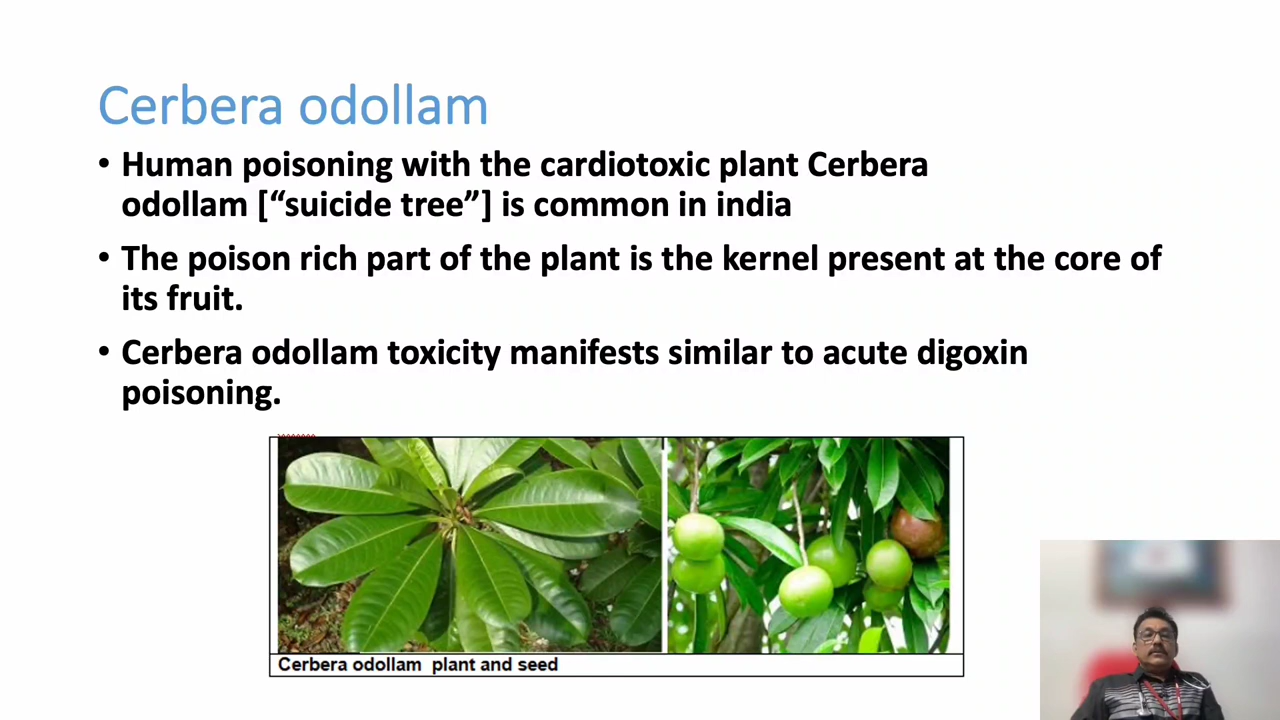 Cerbera odollam
• Human poisoning with the cardiotoxic plant Cerbera
odollam [“suicide tree”] is common in india
• The poison rich part of the plant is the kernel present at the core of
its fruit.
• Cerbera odollam toxicity manifests similar to acute digoxin
poisoning.
Cerbera odollam plant and seed